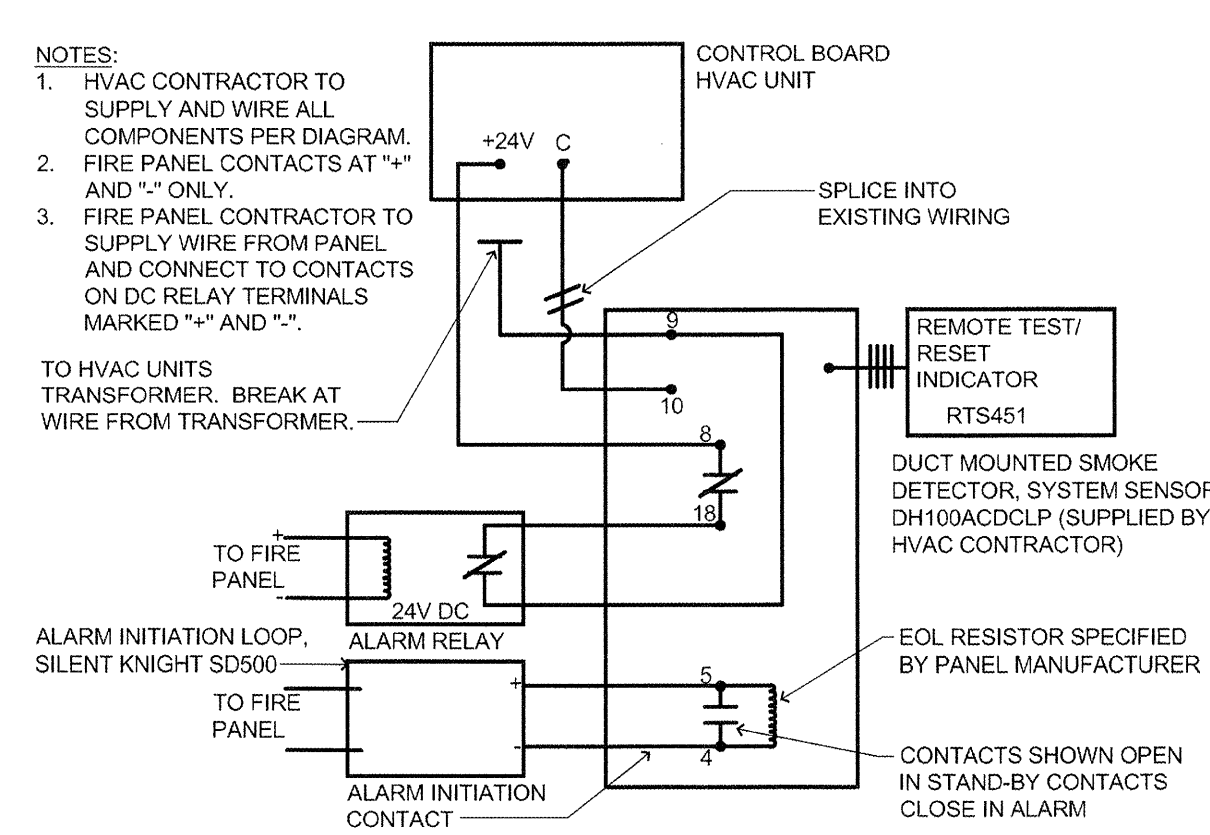 NOTES:
1. HVAC CONTRACTOR TO
SUPPLY AND WIRE ALL
COMPONENTS PER DIAGRAM.
2. FIRE PANEL CONTACTS AT "+"
AND "-" ONLY.
3. FIRE PANEL CONTRACTOR TO
SUPPLY WIRE FROM PANEL
AND CONNECT TO CONTACTS
ON DC RELAY TERMINALS
MARKED "+" AND "-".
TO HVAC UNITS
TRANSFORMER. BREAK AT
WIRE FROM TRANSFORMER.
CONTROL BOARD
HVAC UNIT
+24V C
SPLICE INTO
EXISTING WIRING
9
10
8
18
REMOTE TEST/
RESET
INDICATOR
RTS451
DUCT MOUNTED SMOKE
DETECTOR, SYSTEM SENSOR
DH100ACDCLP (SUPPLIED BY
HVAC CONTRACTOR)
+
TO FIRE
PANEL
-
24V DC
ALARM RELAY
ALARM INITIATION LOOP,
SILENT KNIGHT SD500
TO FIRE
PANEL
+
-
5
4
ALARM INITIATION
CONTACT
EOL RESISTOR SPECIFIED
BY PANEL MANUFACTURER
CONTACTS SHOWN OPEN
IN STAND-BY CONTACTS
CLOSE IN ALARM